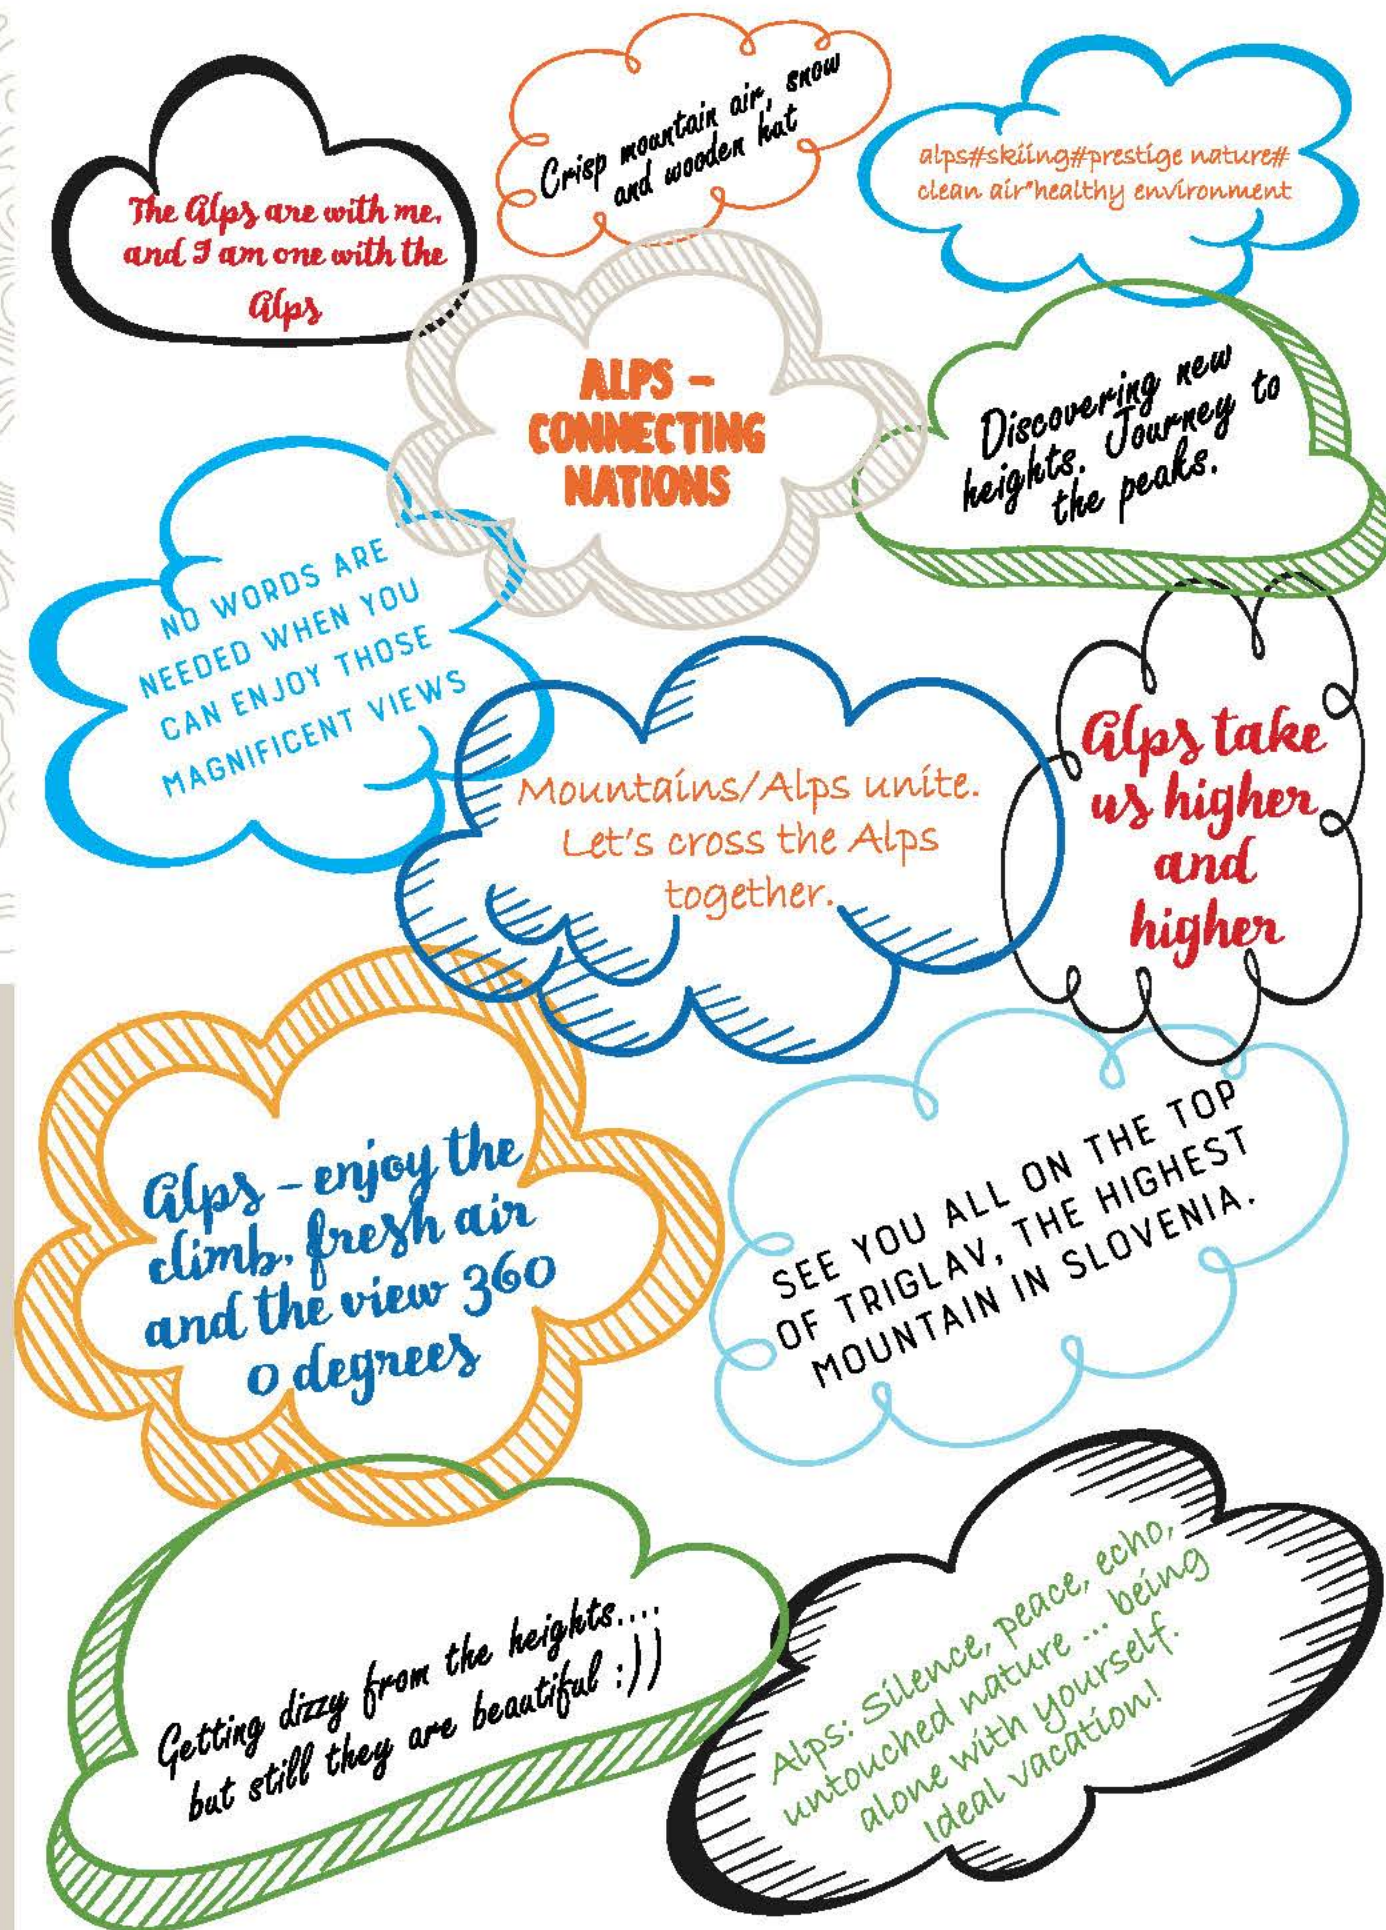 The Alps are with me,
and I am one with the
Alps
Crisp mountain air, snow
and wooden hut
alps#skiing#prestige nature#
clean air"healthy environment
ALPS –
CONNECTING
NATIONS
Discovering new
heights. Journey to
the peaks.
NO WORDS ARE
NEEDED WHEN YOU
CAN ENJOY THOSE
MAGNIFICENT VIEWS
Mountains/Alps unite.
Let's cross the Alps
together.
Alps take
us higher
and
higher
Alps – enjoy the
climb, fresh air
and the view 360
0 degrees
SEE YOU ALL ON THE TOP
OF TRIGLAV, THE HIGHEST
MOUNTAIN IN SLOVENIA.
Getting dizzy from the heights....
but still they are beautiful :))
Alps: Silence, peace, echo,
untouched nature ... being
alone with yourself.
Ideal vacation!